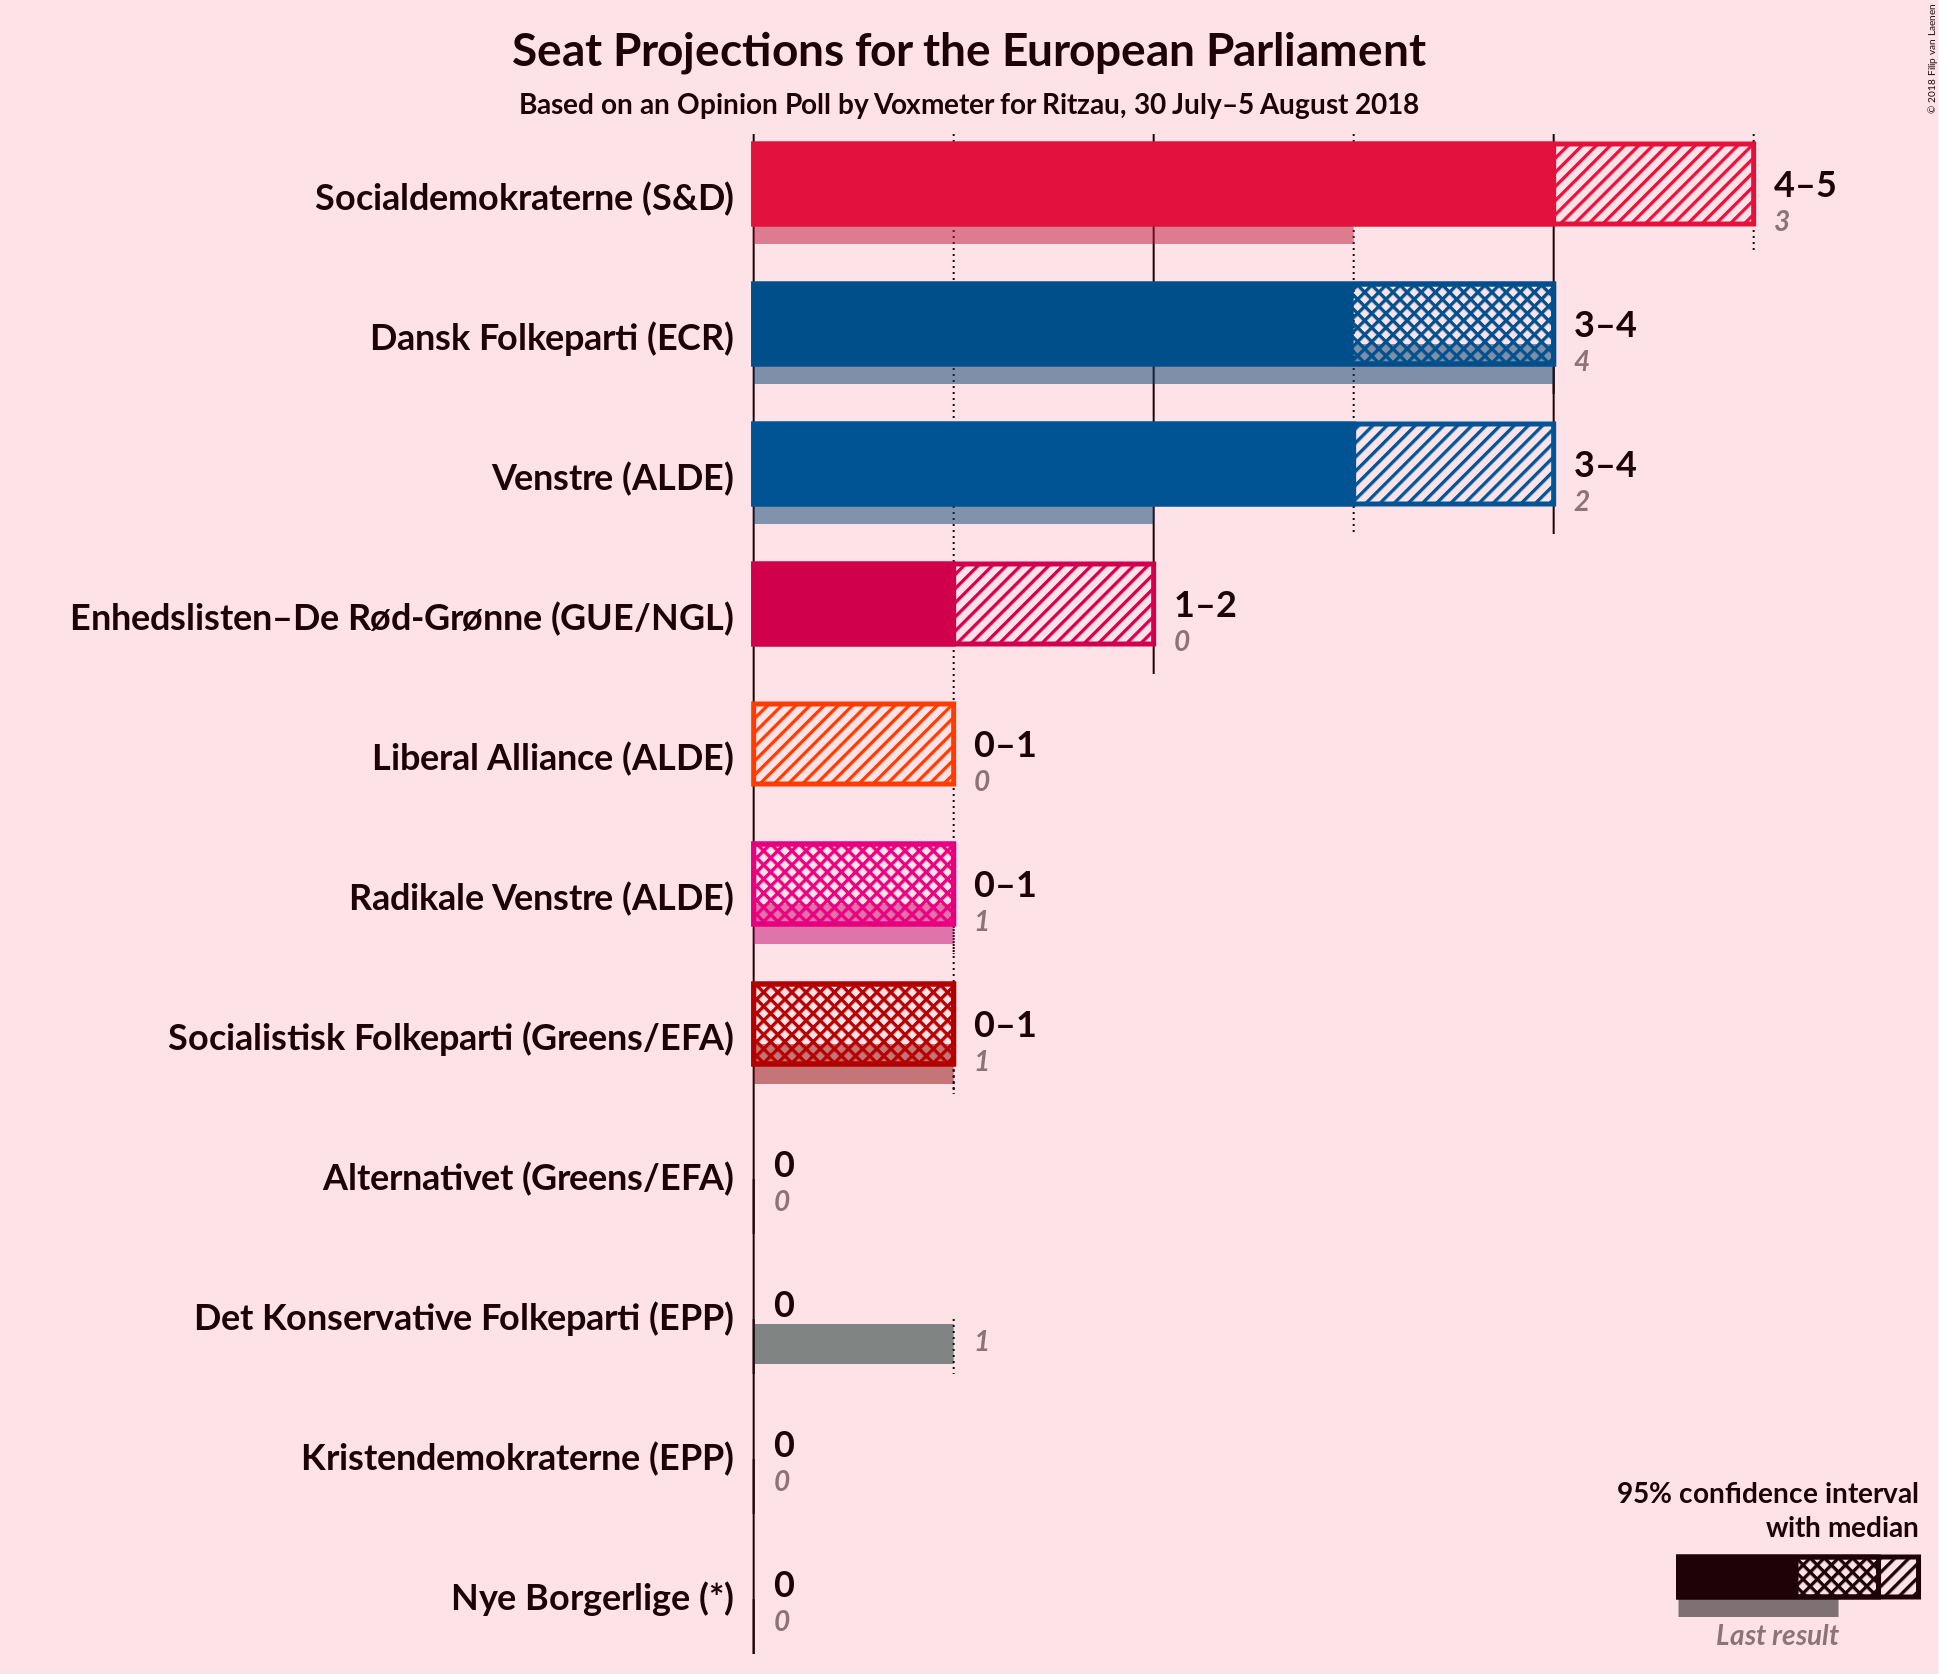 Seat Projections for the European Parliament
Based on an Opinion Poll by Voxmeter for Ritzau, 30 July–5 August 2018
© 2018 Filip van Laenen
Socialdemokraterne (S&D)
4–5
3
Dansk Folkeparti (ECR)
3–4
4
Venstre (ALDE)
3–4
2
Enhedslisten–De Rød-Grønne (GUE/NGL)
1–2
0
Liberal Alliance (ALDE)
0–1
0
Radikale Venstre (ALDE)
0–1
1
Socialistisk Folkeparti (Greens/EFA)
0–1
1
Alternativet (Greens/EFA)
0
0
Det Konservative Folkeparti (EPP)
0
1
Kristendemokraterne (EPP)
0
0
Nye Borgerlige (*)
0
0
95% confidence interval
with median
Last result